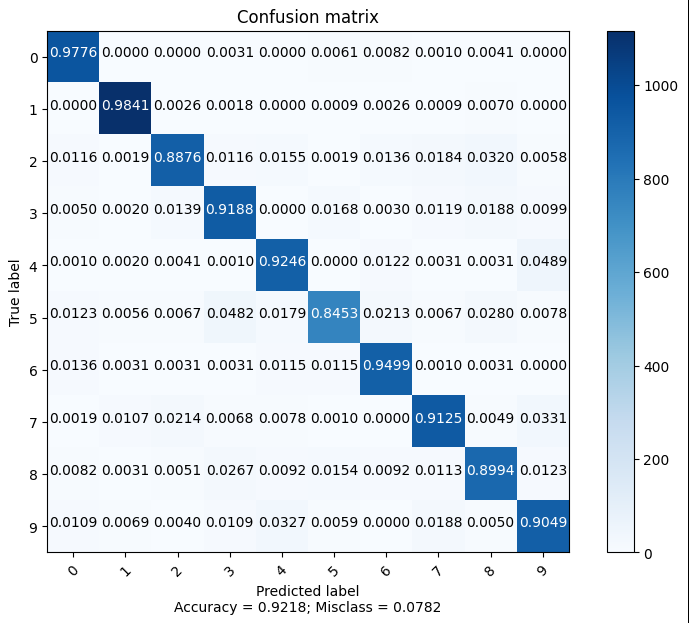 Confusion matrix
0 0.9776 0.0000 0.0000 0.0031 0.0000 0.0061 0.0082 0.0010 0.0041 0.0000
1 0.0000 0.9841 0.0026 0.0018 0.0000 0.0009 0.0026 0.0009 0.0070 0.0000
2 0.0116 0.0019 0.8876 0.0116 0.0155 0.0019 0.0136 0.0184 0.0320 0.0058
3 0.0050 0.0020 0.0139 0.9188 0.0000 0.0168 0.0030 0.0119 0.0188 0.0099
4 0.0010 0.0020 0.0041 0.0010 0.9246 0.0000 0.0122 0.0031 0.0031 0.0489
5 0.0123 0.0056 0.0067 0.0482 0.0179 0.8453 0.0213 0.0067 0.0280 0.0078
6 0.0136 0.0031 0.0031 0.0031 0.0115 0.0115 0.9499 0.0010 0.0031 0.0000
7 0.0019 0.0107 0.0214 0.0068 0.0078 0.0010 0.0000 0.9125 0.0049 0.0331
8 0.0082 0.0031 0.0051 0.0267 0.0092 0.0154 0.0092 0.0113 0.8994 0.0123
9 0.0109 0.0069 0.0040 0.0109 0.0327 0.0059 0.0000 0.0188 0.0050 0.9049
0 1 2 3 4 5 6 7 8 9
True label
Predicted label
Accuracy = 0.9218; Misclass = 0.0782
1000
800
600
400
200
0